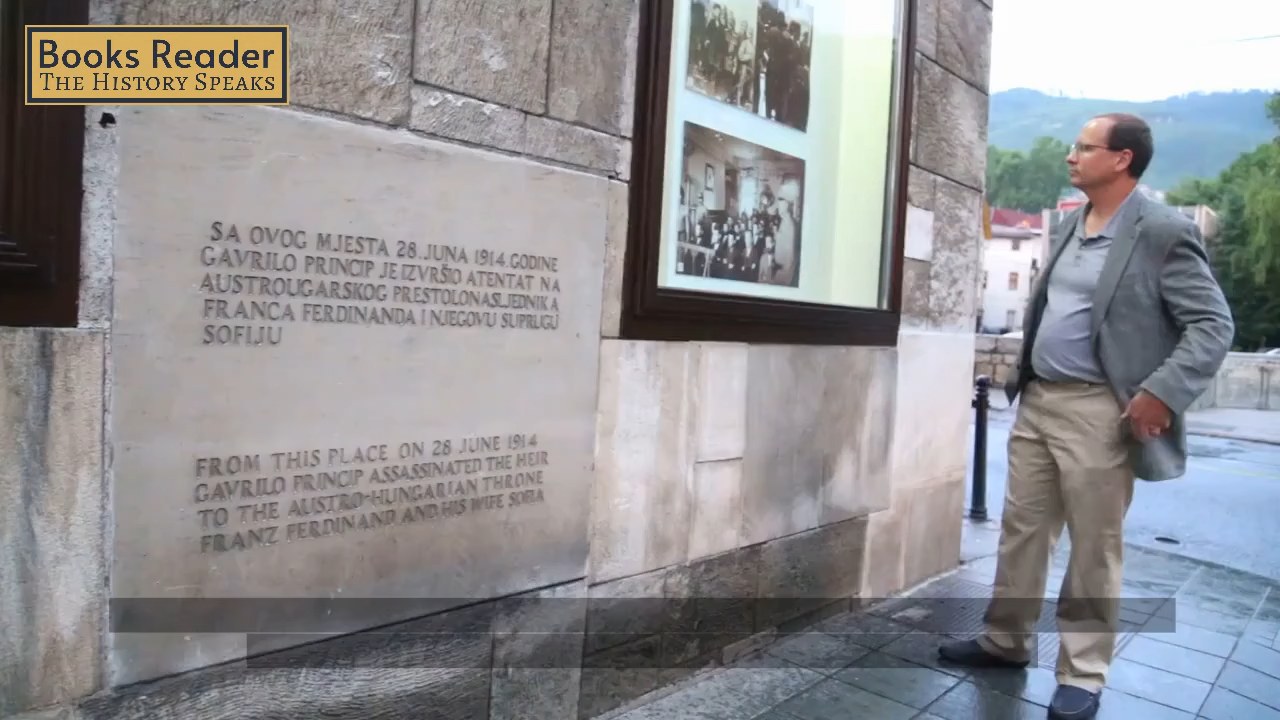 Books Reader
THE HISTORY SPEAKS
SA OVOG MJESTA 28. JUNA 1914. GODINE
GAVRILO PRINCIP JE IZVRŠIO ATENTAT NA
AUSTROUGARSKOG PRESTOLONASLJEDNIKA
FRANCA FERDINANDA I NJEGOVU SUPRUGU
SOFIJU
FROM THIS PLACE ON 28 JUNE 1914
GAVRILO PRINCIP ASSASSINATED THE HEIR
TO THE AUSTRO-HUNGARIAN THRONE
FRANZ FERDINAND AND HIS WIFE SOFIA